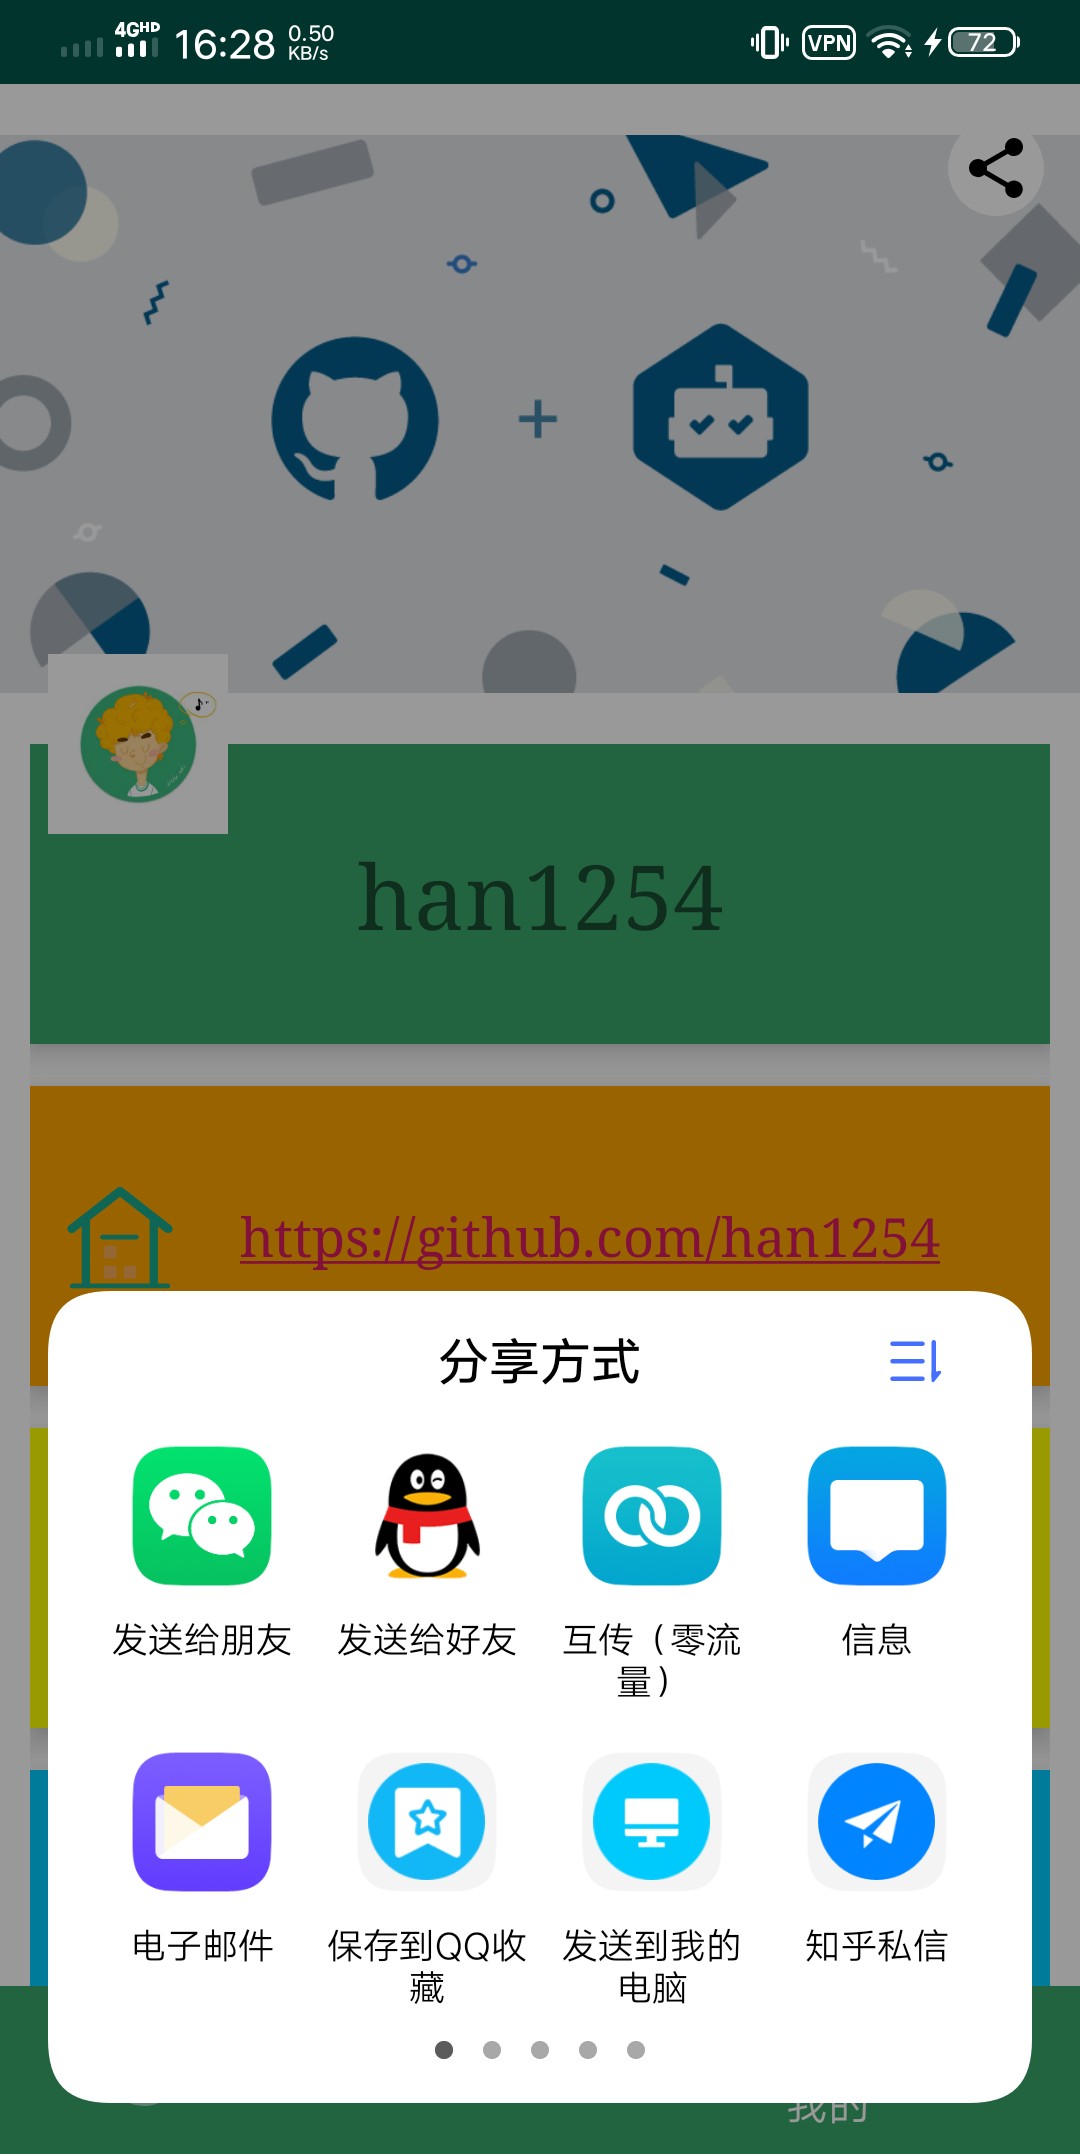 4GHD 16:28 0.50 KB/s VPN 72
han1254
https://github.com/han1254
分享方式
发送给朋友
发送给好友
互传（零流
量）
信息
电子邮件
保存到QQ收
藏
发送到我的
电脑
知乎私信
我的